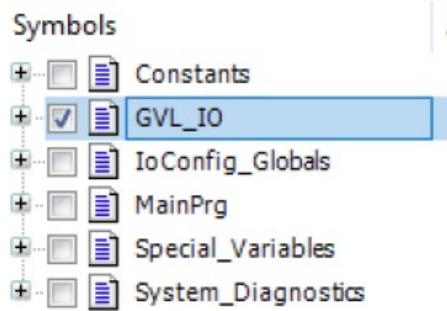 Symbols
Constants
GVL_IO
IoConfig_Globals
MainPrg
Special_Variables
System_Diagnostics